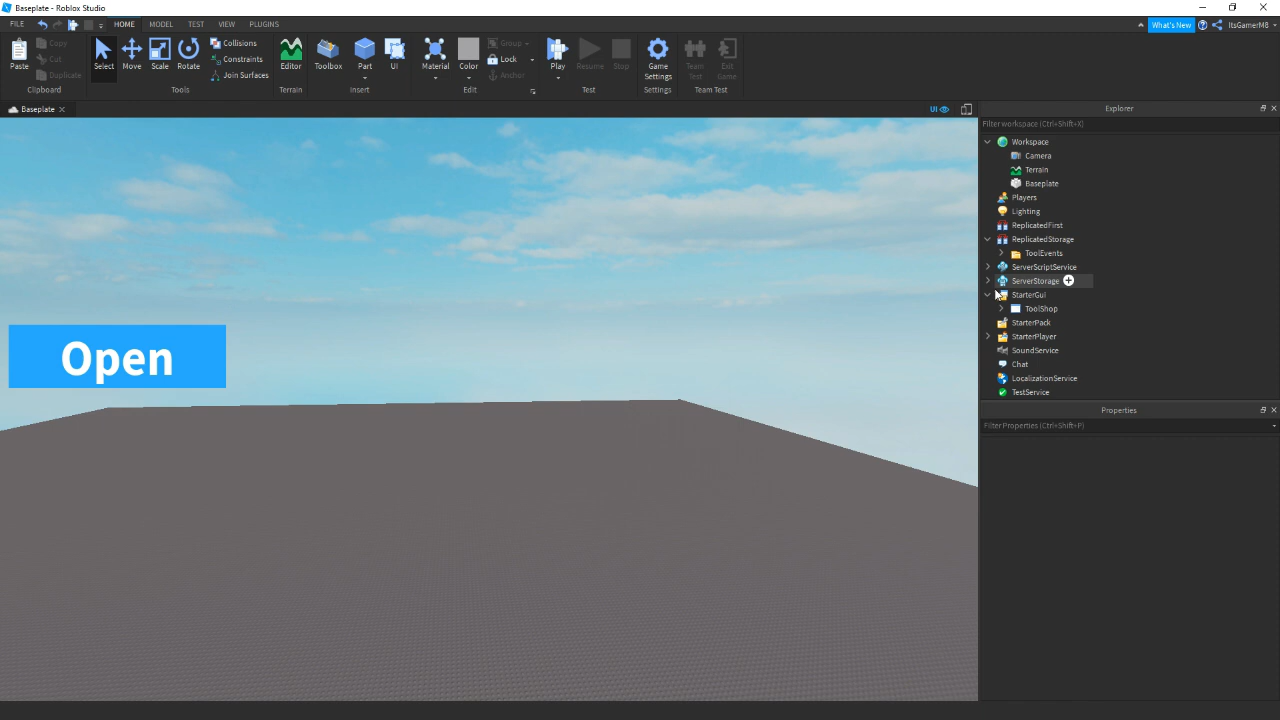 Baseplate - Roblox Studio
FILE HOME MODEL TEST VIEW PLUGINS What's New ItsGamerM8
Paste Copy Cut Duplicate Select Move Scale Rotate Collisions Constraints Join Surfaces Editor Toolbox Part UI Material Color Group Lock Anchor Play Resume Stop Game Settings Team Test Exit Game
Clipboard Tools Terrain Insert Edit Test Settings Team Test
Baseplate UI Explorer
Filter workspace (Ctrl+Shift+X)
Workspace
Camera
Terrain
Baseplate
Players
Lighting
ReplicatedFirst
ReplicatedStorage
ToolEvents
ServerScriptService
ServerStorage
StarterGui
ToolShop
StarterPack
StarterPlayer
SoundService
Chat
LocalizationService
TestService
Open
Properties
Filter Properties (Ctrl+Shift+P)